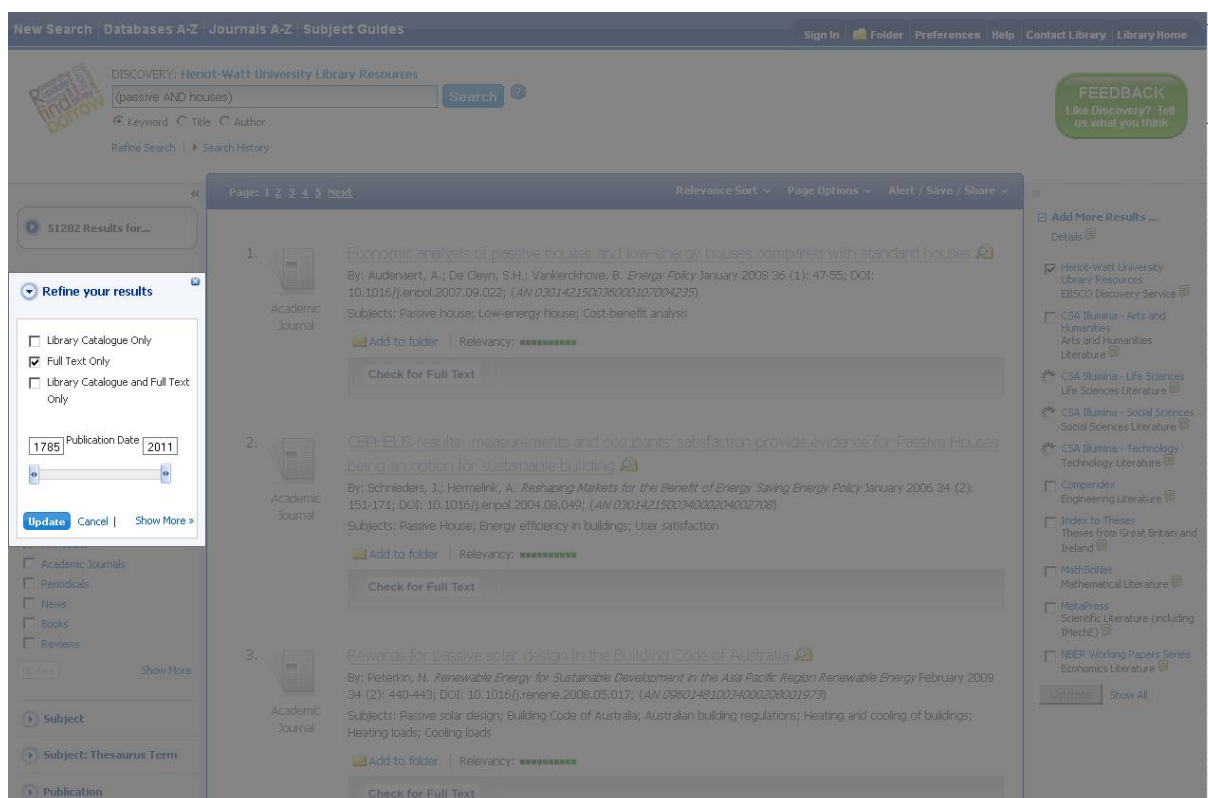 New Search Databases A-Z Journals A-Z Subject Guides
Sign In Folder Preferences Help Contact Library Library Home
find
borrow
DISCOVERY: Heriot-Watt University Library Resources
(passive AND houses)
Search
Keyword Title Author
Refine Search Search History
FEEDBACK
Like Discovery? Tell
us what you think
«
Page: 1 2 3 4 5 Next
Relevance Sort Page Options Alert / Save / Share
»
51202 Results for...
Refine your results
Library Catalogue Only
Full Text Only
Library Catalogue and Full Text
Only
1785 Publication Date 2011
Update Cancel | Show More »
Academic Journals
Periodicals
News
Books
Reviews
Update Show More
Subject
Subject: Thesaurus Term
Publication
1.
Academic
Journal
Economic analysis of passive houses and low-energy houses compared with standard houses
By: Audenaert, A.; De Cleyn, S.H.; Vankerckhove, B. Energy Policy January 2008 36 (1): 47-55; DOI:
10.1016/j.enpol.2007.09.022; (AN 03014215003600010​7004235)
Subjects: Passive house; Low-energy house; Cost-benefit analysis
Add to folder | Relevancy:
Check for Full Text
2.
Academic
Journal
CEPHEUS results: measurements and occupants' satisfaction provide evidence for Passive Houses
being an option for sustainable building
By: Schnieders, J.; Hermelink, A. Reshaping Markets for the Benefit of Energy Saving Energy Policy January 2006 34 (2):
151-171; DOI: 10.1016/j.enpol.2004.08.049; (AN 030142150034000204002708)
Subjects: Passive House; Energy efficiency in buildings; User satisfaction
Add to folder | Relevancy:
Check for Full Text
3.
Academic
Journal
Rewards for passive solar design in the Building Code of Australia
By: Peterkin, N. Renewable Energy for Sustainable Development in the Asia Pacific Region Renewable Energy February 2009
34 (2): 440-443; DOI: 10.1016/j.renene.2008.05.017; (AN 096014810034000208001973)
Subjects: Passive solar design; Building Code of Australia; Australian building regulations; Heating and cooling of buildings;
Heating loads; Cooling loads
Add to folder | Relevancy:
Check for Full Text
Add More Results ...
Details
Heriot-Watt University
Library Resources
EBSCO Discovery Service
CSA Illumina - Arts and
Humanities
Arts and Humanities
Literature
CSA Illumina - Life Sciences
Life Sciences Literature
CSA Illumina - Social Sciences
Social Sciences Literature
CSA Illumina - Technology
Technology Literature
Compendex
Engineering Literature
Index to Theses
Theses from Great Britain and
Ireland
MathSciNet
Mathematical Literature
MetaPress
Scientific Literature (including
IMechE)
NBER Working Papers Series
Economics Literature
Update Show All